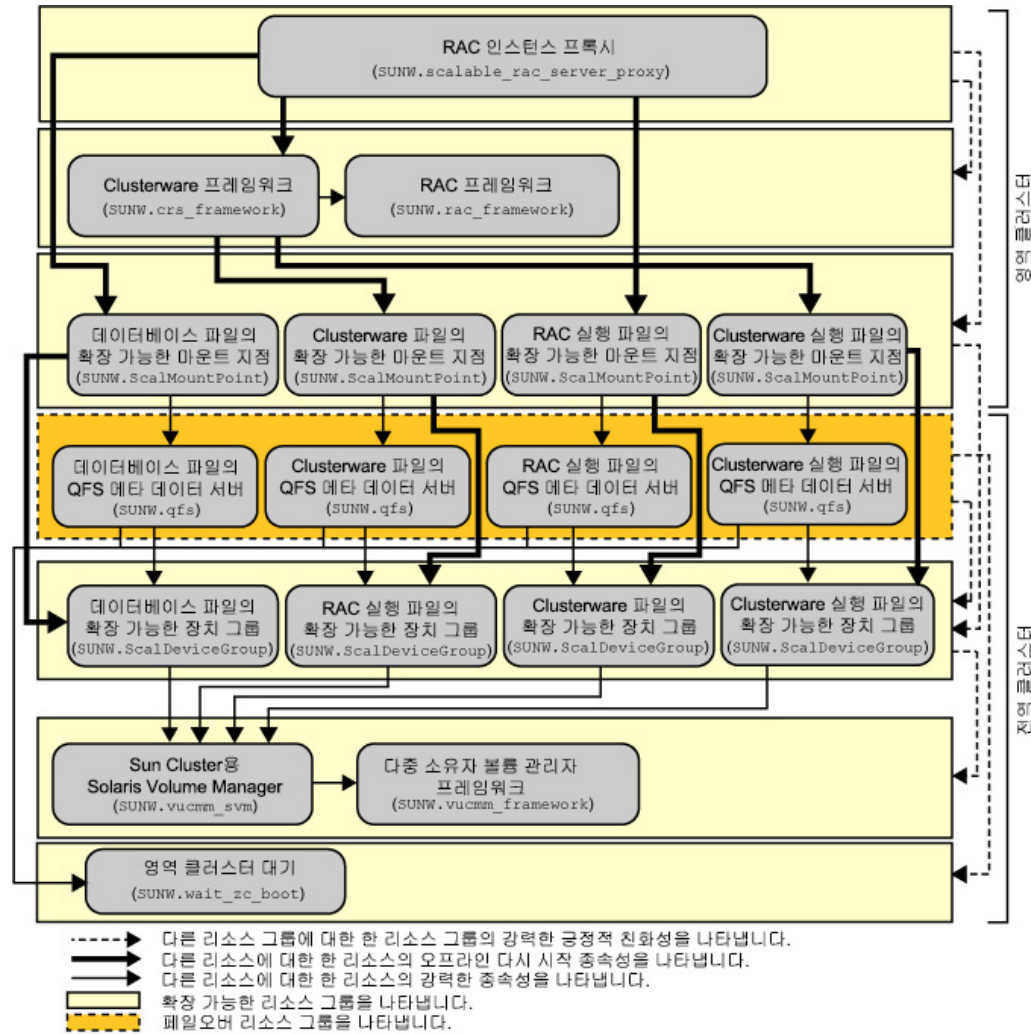 RAC 인스턴스 프록시
(SUNW.scalable_rac_server_proxy)
Clusterware 프레임워크
(SUNW.crs_framework)
RAC 프레임워크
(SUNW.rac_framework)
영역 클러스터
데이터베이스 파일의
확장 가능한 마운트 지점
(SUNW.ScalMountPoint)
Clusterware 파일의
확장 가능한 마운트 지점
(SUNW.ScalMountPoint)
RAC 실행 파일의
확장 가능한 마운트 지점
(SUNW.ScalMountPoint)
Clusterware 실행 파일의
확장 가능한 마운트 지점
(SUNW.ScalMountPoint)
데이터베이스 파일의
QFS 메타 데이터 서버
(SUNW.qfs)
Clusterware 파일의
QFS 메타 데이터 서버
(SUNW.qfs)
RAC 실행 파일의
QFS 메타 데이터 서버
(SUNW.qfs)
Clusterware 실행 파일의
QFS 메타 데이터 서버
(SUNW.qfs)
데이터베이스 파일의
확장 가능한 장치 그룹
(SUNW.ScalDeviceGroup)
RAC 실행 파일의
확장 가능한 장치 그룹
(SUNW.ScalDeviceGroup)
Clusterware 파일의
확장 가능한 장치 그룹
(SUNW.ScalDeviceGroup)
Clusterware 실행 파일의
확장 가능한 장치 그룹
(SUNW.ScalDeviceGroup)
전역 클러스터
Sun Cluster용
Solaris Volume Manager
(SUNW.vucmm_svm)
다중 소유자 볼륨 관리자
프레임워크
(SUNW.vucmm_framework)
영역 클러스터 대기
(SUNW.wait_zc_boot)
다른 리소스 그룹에 대한 한 리소스 그룹의 강력한 긍정적 친화성을 나타냅니다.
다른 리소스에 대한 한 리소스의 오프라인 다시 시작 종속성을 나타냅니다.
다른 리소스에 대한 한 리소스의 강력한 종속성을 나타냅니다.
확장 가능한 리소스 그룹을 나타냅니다.
페일오버 리소스 그룹을 나타냅니다.